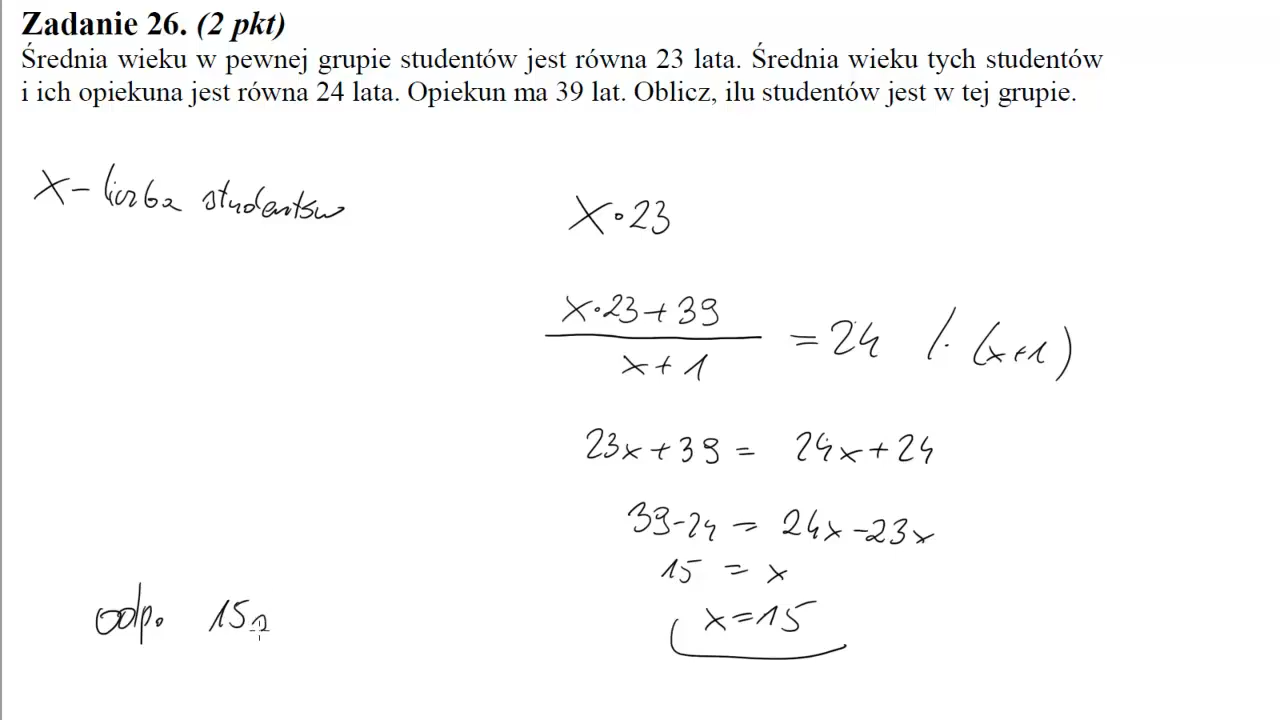 Zadanie 26. (2 pkt)
Średnia wieku w pewnej grupie studentów jest równa 23 lata. Średnia wieku tych studentów
i ich opiekuna jest równa 24 lata. Opiekun ma 39 lat. Oblicz, ilu studentów jest w tej grupie.
x - liczba studentów
x·23
x·23+39
x+1
= 24 /· (x+1)
23x+39 = 24x+24
39-24 = 24x-23x
15 = x
x=15
odp. 15